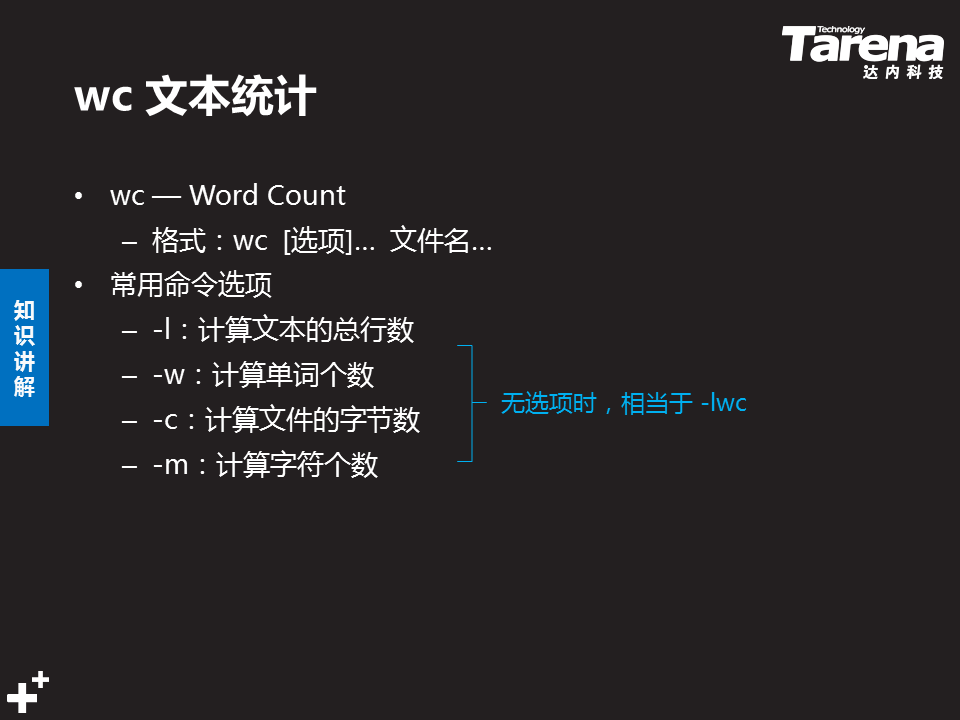 Technology
Tarena
达内科技
wc 文本统计
• wc — Word Count
– 格式：wc [选项]… 文件名…
• 常用命令选项
– -l：计算文本的总行数
– -w：计算单词个数
– -c：计算文件的字节数
– -m：计算字符个数
无选项时，相当于 -lwc
知识讲解